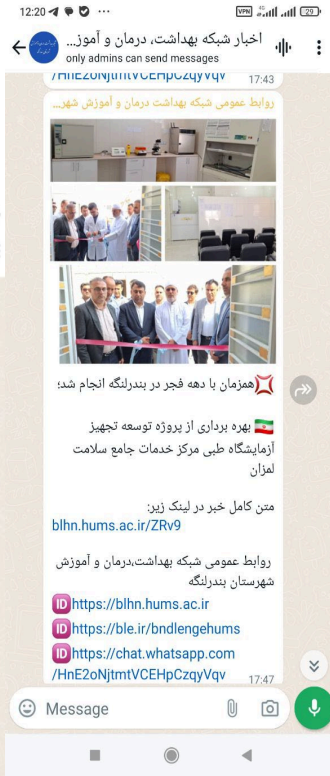 12:20
VPN
4G
29
اخبار شبکه بهداشت، درمان و آموز...
only admins can send messages
/HnE2oNjtmtVCEHpCzqyVqv
17:43
روابط عمومی شبکه بهداشت درمان و آموزش شهر...
💢همزمان با دهه فجر در بندرلنگه انجام شد؛
🇮🇷 بهره برداری از پروژه توسعه تجهیز
آزمایشگاه طبی مرکز خدمات جامع سلامت
لمزان
متن کامل خبر در لینک زیر:
blhn.hums.ac.ir/ZRv9
روابط عمومی شبکه بهداشت،درمان و آموزش
شهرستان بندرلنگه
🆔https://blhn.hums.ac.ir
🆔https://ble.ir/bndlengehums
🆔https://chat.whatsapp.com
/HnE2oNjtmtVCEHpCzqyVqv
17:47
Message